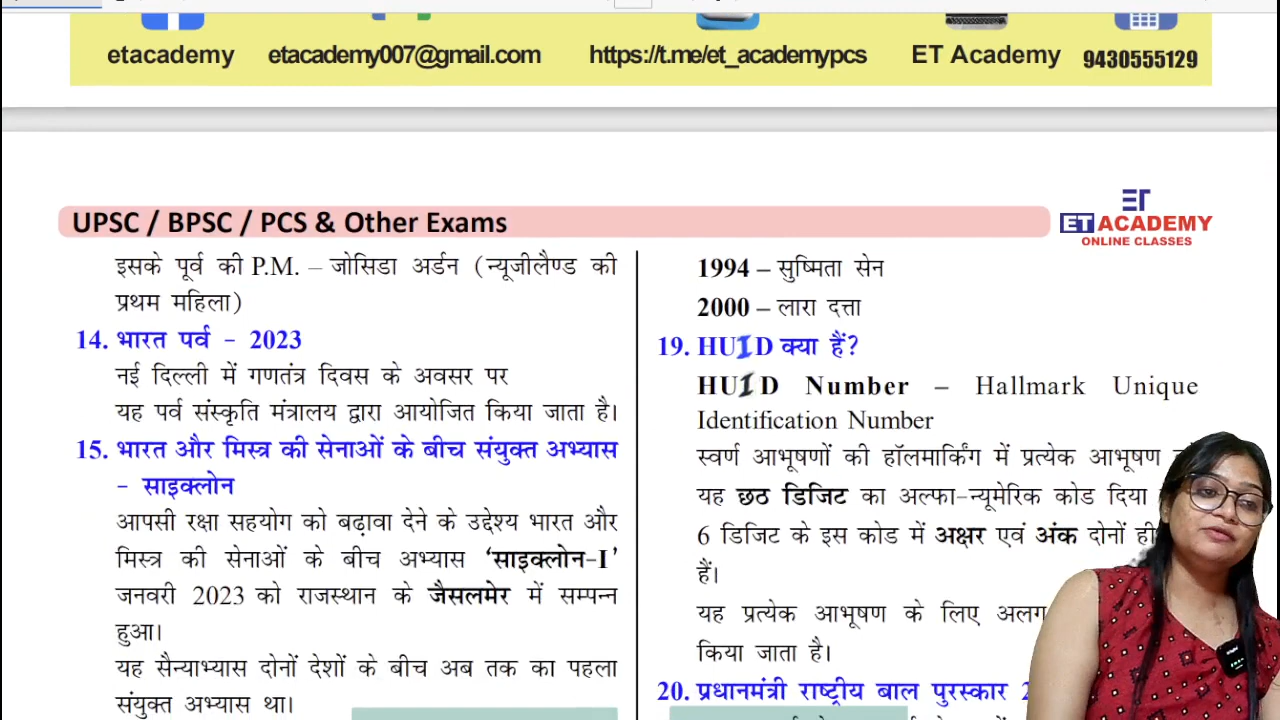 etacademy
etacademy007@gmail.com
https://t.me/et_academypcs
ET Academy
9430555129
UPSC / BPSC / PCS & Other Exams
ET
ET ACADEMY
ONLINE CLASSES
इसके पूर्व की P.M. – जोसिडा अर्डन (न्यूजीलैण्ड की
प्रथम महिला)
14. भारत पर्व - 2023
नई दिल्ली में गणतंत्र दिवस के अवसर पर
यह पर्व संस्कृति मंत्रालय द्वारा आयोजित किया जाता है।
15. भारत और मिस्त्र की सेनाओं के बीच संयुक्त अभ्यास
- साइक्लोन
आपसी रक्षा सहयोग को बढ़ावा देने के उद्देश्य भारत और
मिस्त्र की सेनाओं के बीच अभ्यास ‘साइक्लोन-I’
जनवरी 2023 को राजस्थान के जैसलमेर में सम्पन्न
हुआ।
यह सैन्याभ्यास दोनों देशों के बीच अब तक का पहला
संयुक्त अभ्यास था।
1994 – सुष्मिता सेन
2000 – लारा दत्ता
19. HUID क्या हैं?
HUID Number – Hallmark Unique
Identification Number
स्वर्ण आभूषणों की हॉलमार्किंग में प्रत्येक आभूषण
यह छठ डिजिट का अल्फा-न्यूमेरिक कोड दिया
6 डिजिट के इस कोड में अक्षर एवं अंक दोनों ही
हैं।
यह प्रत्येक आभूषण के लिए अलग
किया जाता है।
20. प्रधानमंत्री राष्ट्रीय बाल पुरस्कार